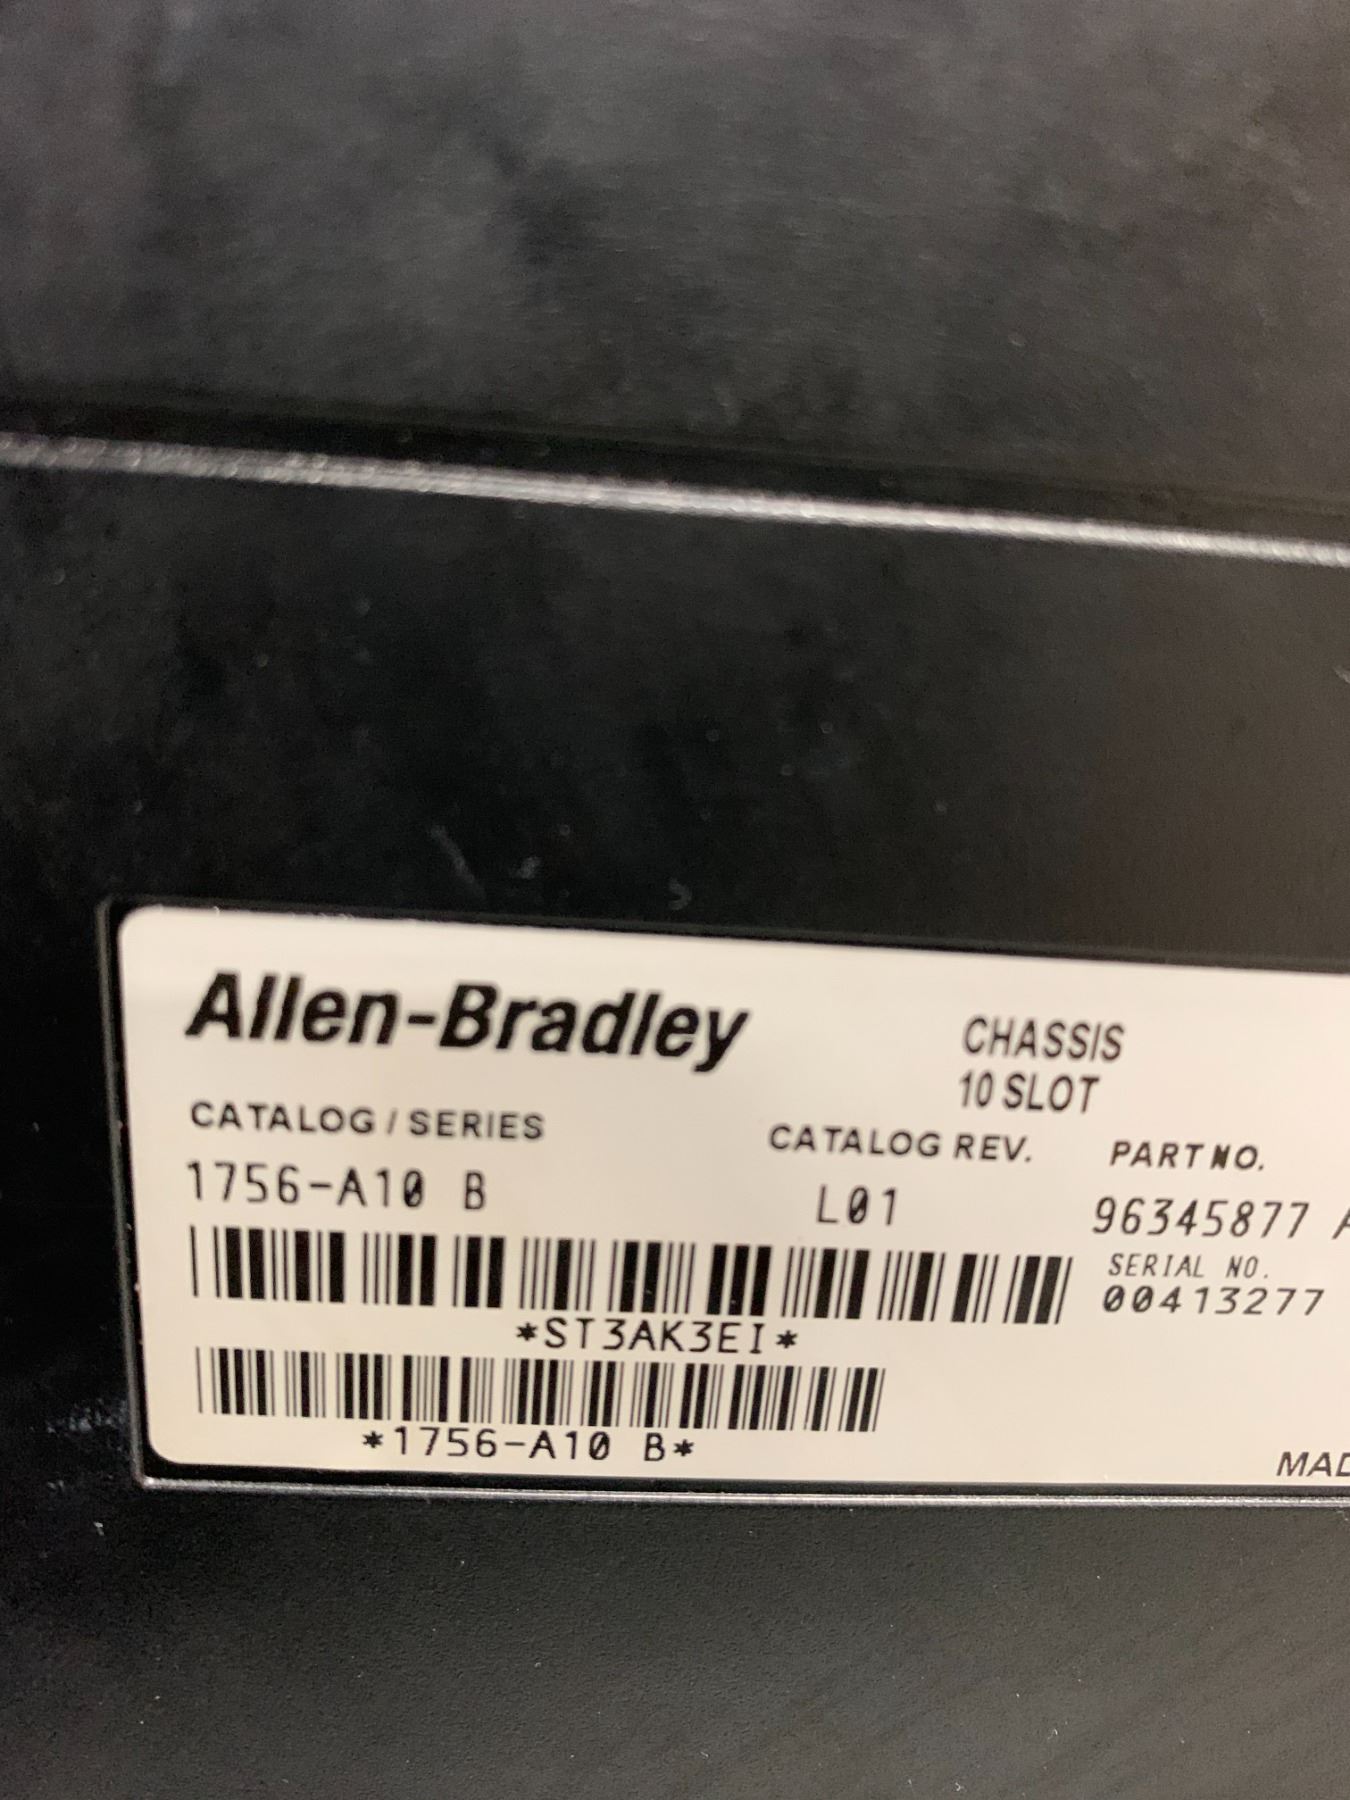 Allen-Bradley
CHASSIS
10 SLOT
CATALOG / SERIES
CATALOG REV.
PART NO.
1756-A10 B
L01
96345877 A
SERIAL NO.
00413277
*ST3AK3EI*
*1756-A10 B*
MAD